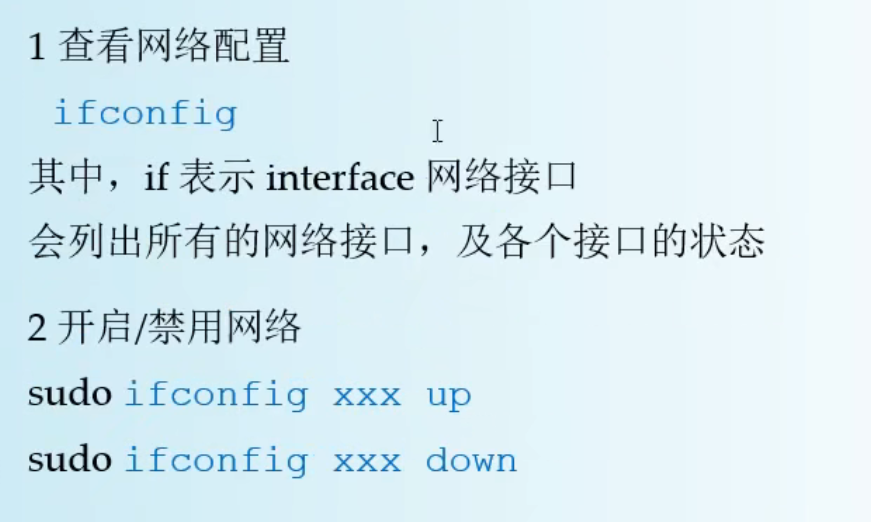 1 查看网络配置
ifconfig
其中，if 表示 interface 网络接口
会列出所有的网络接口，及各个接口的状态
2 开启/禁用网络
sudo ifconfig xxx up
sudo ifconfig xxx down